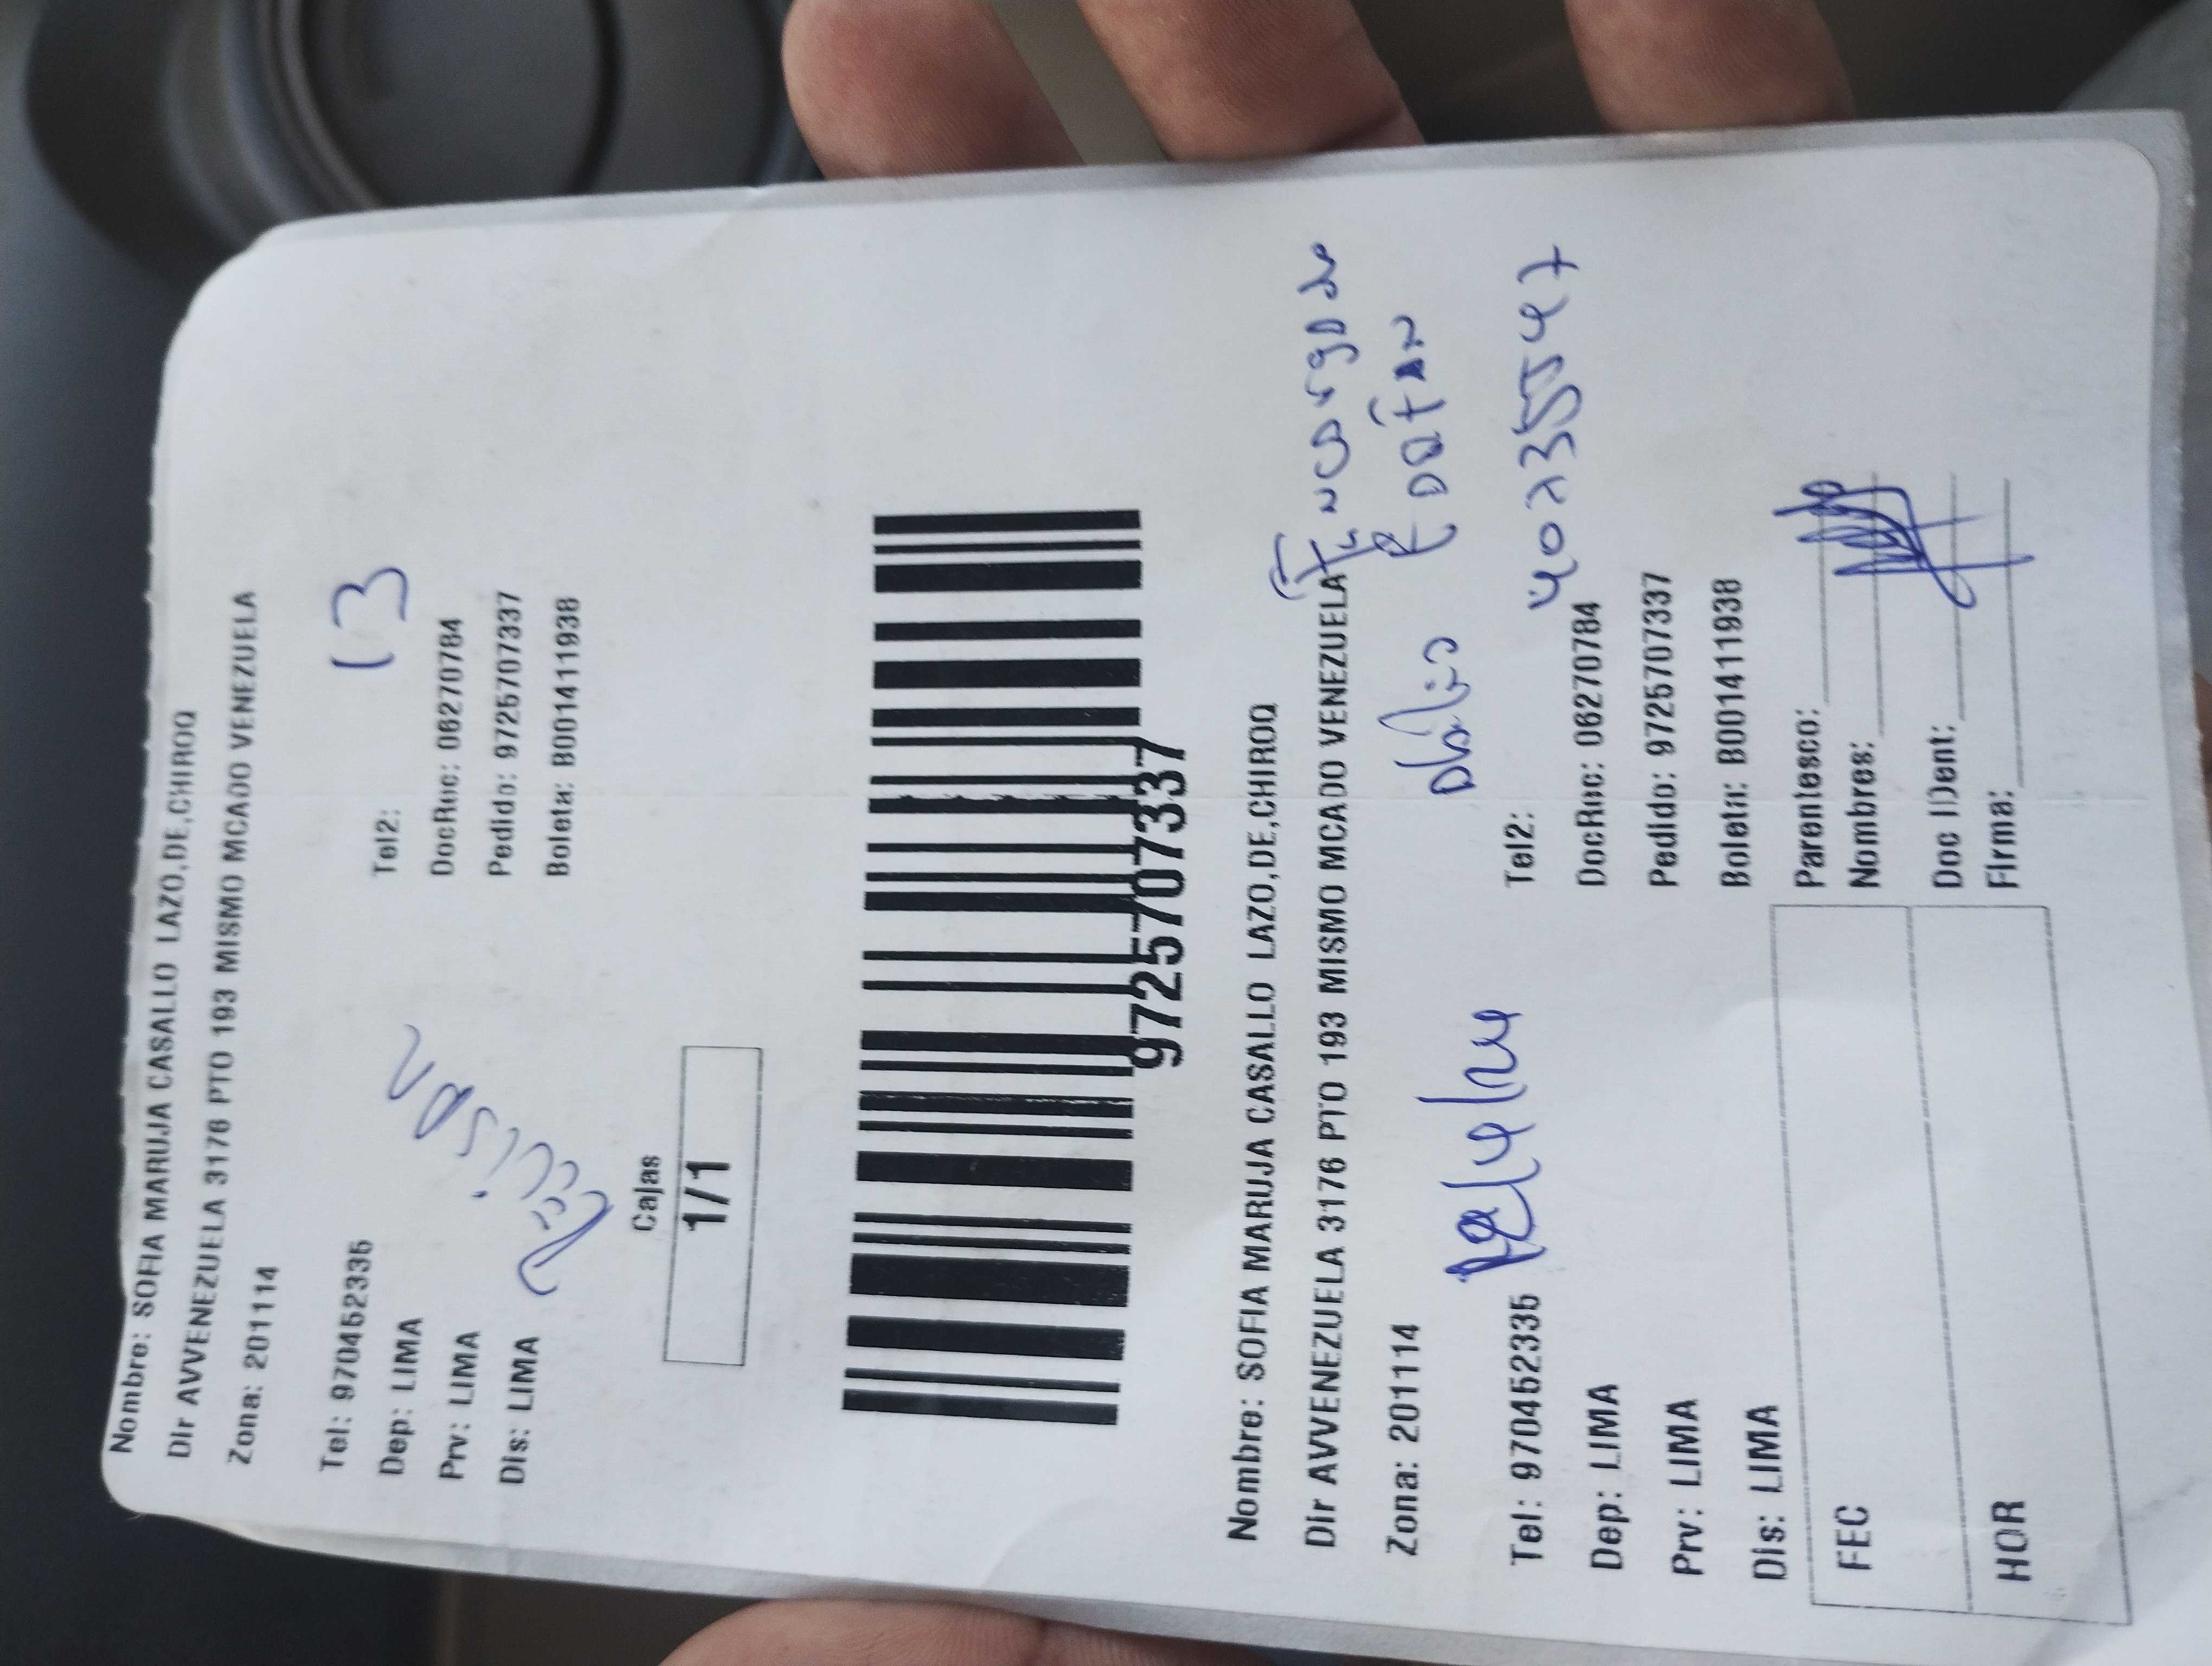 Nombre: SOFIA MARUJA CASALLO LAZO,DE,CHIROQ
Dir AVVENEZUELA 3176 PTO 193 MISMO MCADO VENEZUELA
Zona: 201114
Tel: 970452335
Tel2:
13
Dep: LIMA
DocRuc: 06270784
Prv: LIMA
Pedido: 9725707337
Dis: LIMA
Boleta: B001411938
Cajas
1/1
9725707337
Nombre: SOFIA MARUJA CASALLO LAZO,DE,CHIROQ
Dir AVVENEZUELA 3176 PTO 193 MISMO MCADO VENEZUELA
Encargado
Zona: 201114
Tel: 970452335
Tel2:
40235547
Dep: LIMA
DocRuc: 06270784
Prv: LIMA
Pedido: 9725707337
Dis: LIMA
Boleta: B001411938
FEC
Parentesco:
Nombres:
HOR
Doc IDent:
Firma: